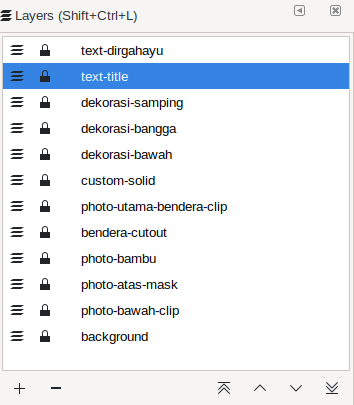 Layers (Shift+Ctrl+L)
text-dirgahayu
text-title
dekorasi-samping
dekorasi-bangga
dekorasi-bawah
custom-solid
photo-utama-bendera-clip
bendera-cutout
photo-bambu
photo-atas-mask
photo-bawah-clip
background